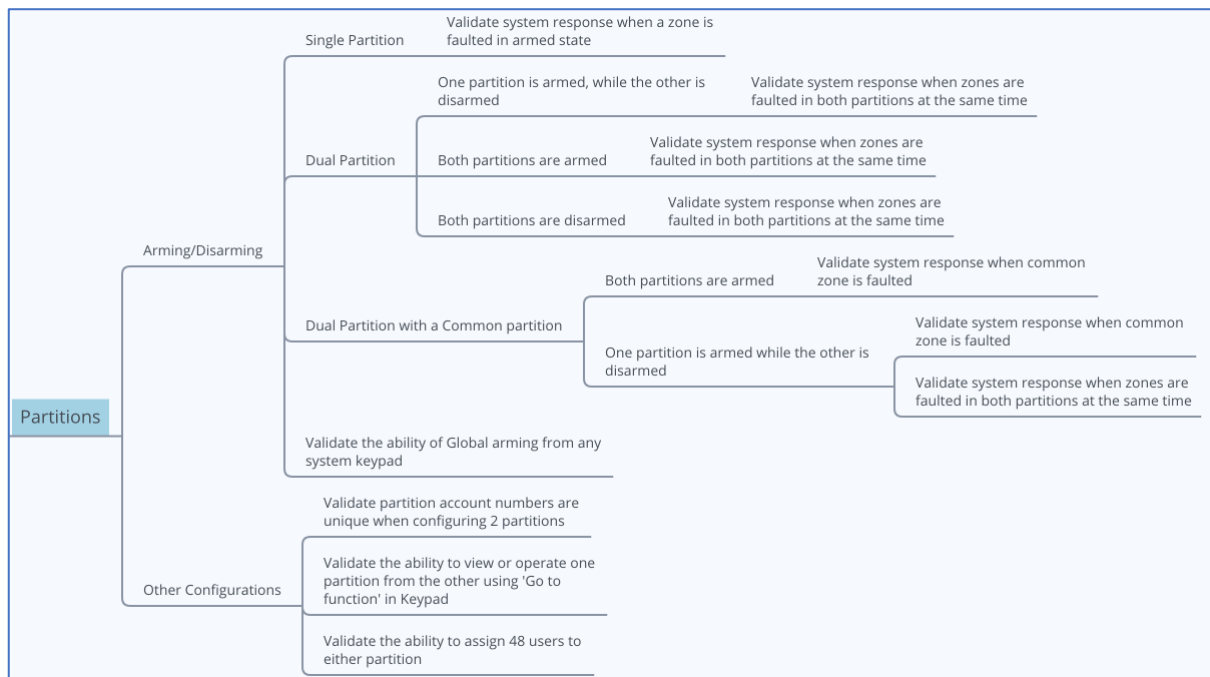 Validate system response when a zone is
faulted in armed state
Single Partition
One partition is armed, while the other is
disarmed
Validate system response when zones are
faulted in both partitions at the same time
Dual Partition
Both partitions are armed
Validate system response when zones are
faulted in both partitions at the same time
Both partitions are disarmed
Validate system response when zones are
faulted in both partitions at the same time
Arming/Disarming
Both partitions are armed
Validate system response when common
zone is faulted
Dual Partition with a Common partition
One partition is armed while the other is
disarmed
Validate system response when common
zone is faulted
Validate system response when zones are
faulted in both partitions at the same time
Partitions
Validate the ability of Global arming from any
system keypad
Validate partition account numbers are
unique when configuring 2 partitions
Other Configurations
Validate the ability to view or operate one
partition from the other using 'Go to
function' in Keypad
Validate the ability to assign 48 users to
either partition